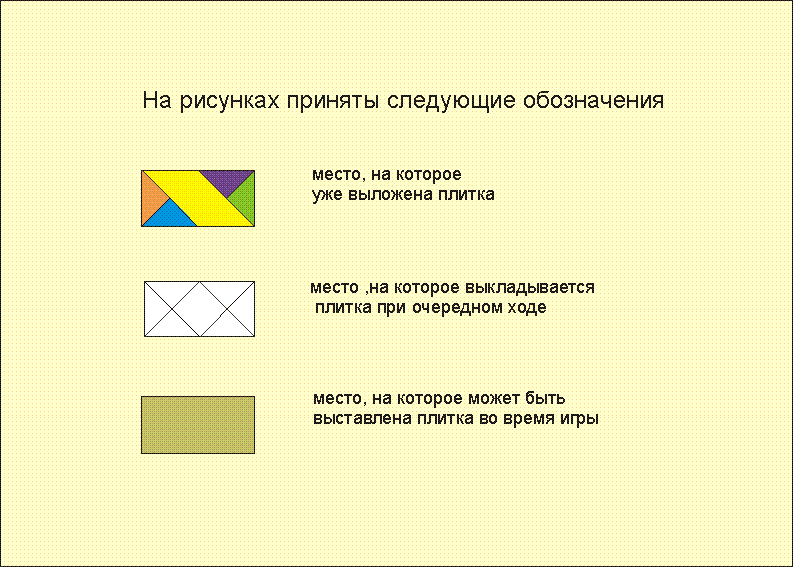 На рисунках приняты следующие обозначения
место, на которое
уже выложена плитка
место ,на которое выкладывается
плитка при очередном ходе
место, на которое может быть
выставлена плитка во время игры